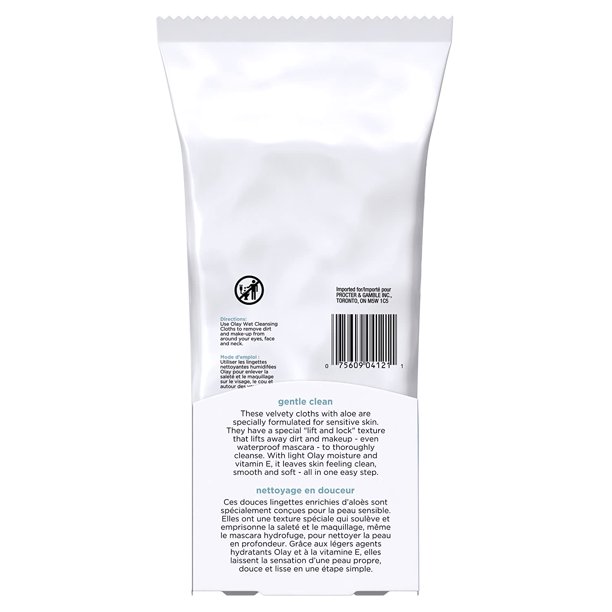 Imported for/Importé pour
PROCTER & GAMBLE INC.,
TORONTO, ON M5W 1C5
0 75609 04121 1
Directions:
Use Olay Wet Cleansing
Cloths to remove dirt
and make-up from
around your eyes, face
and neck.
Mode d'emploi :
Utiliser les lingettes
nettoyantes humidifiées
Olay pour enlever la
saleté et le maquillage
sur le visage, le cou et
autour des
gentle clean
These velvety cloths with aloe are
specially formulated for sensitive skin.
They have a special "lift and lock" texture
that lifts away dirt and makeup - even
waterproof mascara - to thoroughly
cleanse. With light Olay moisture and
vitamin E, it leaves skin feeling clean,
smooth and soft - all in one easy step.
nettoyage en douceur
Ces douces lingettes enrichies d'aloès sont
spécialement conçues pour la peau sensible.
Elles ont une texture spéciale qui soulève et
emprisonne la saleté et le maquillage, même
le mascara hydrofuge, pour nettoyer la peau
en profondeur. Grâce aux légers agents
hydratants Olay et à la vitamine E, elles
laissent la sensation d'une peau propre,
douce et lisse en une étape simple.